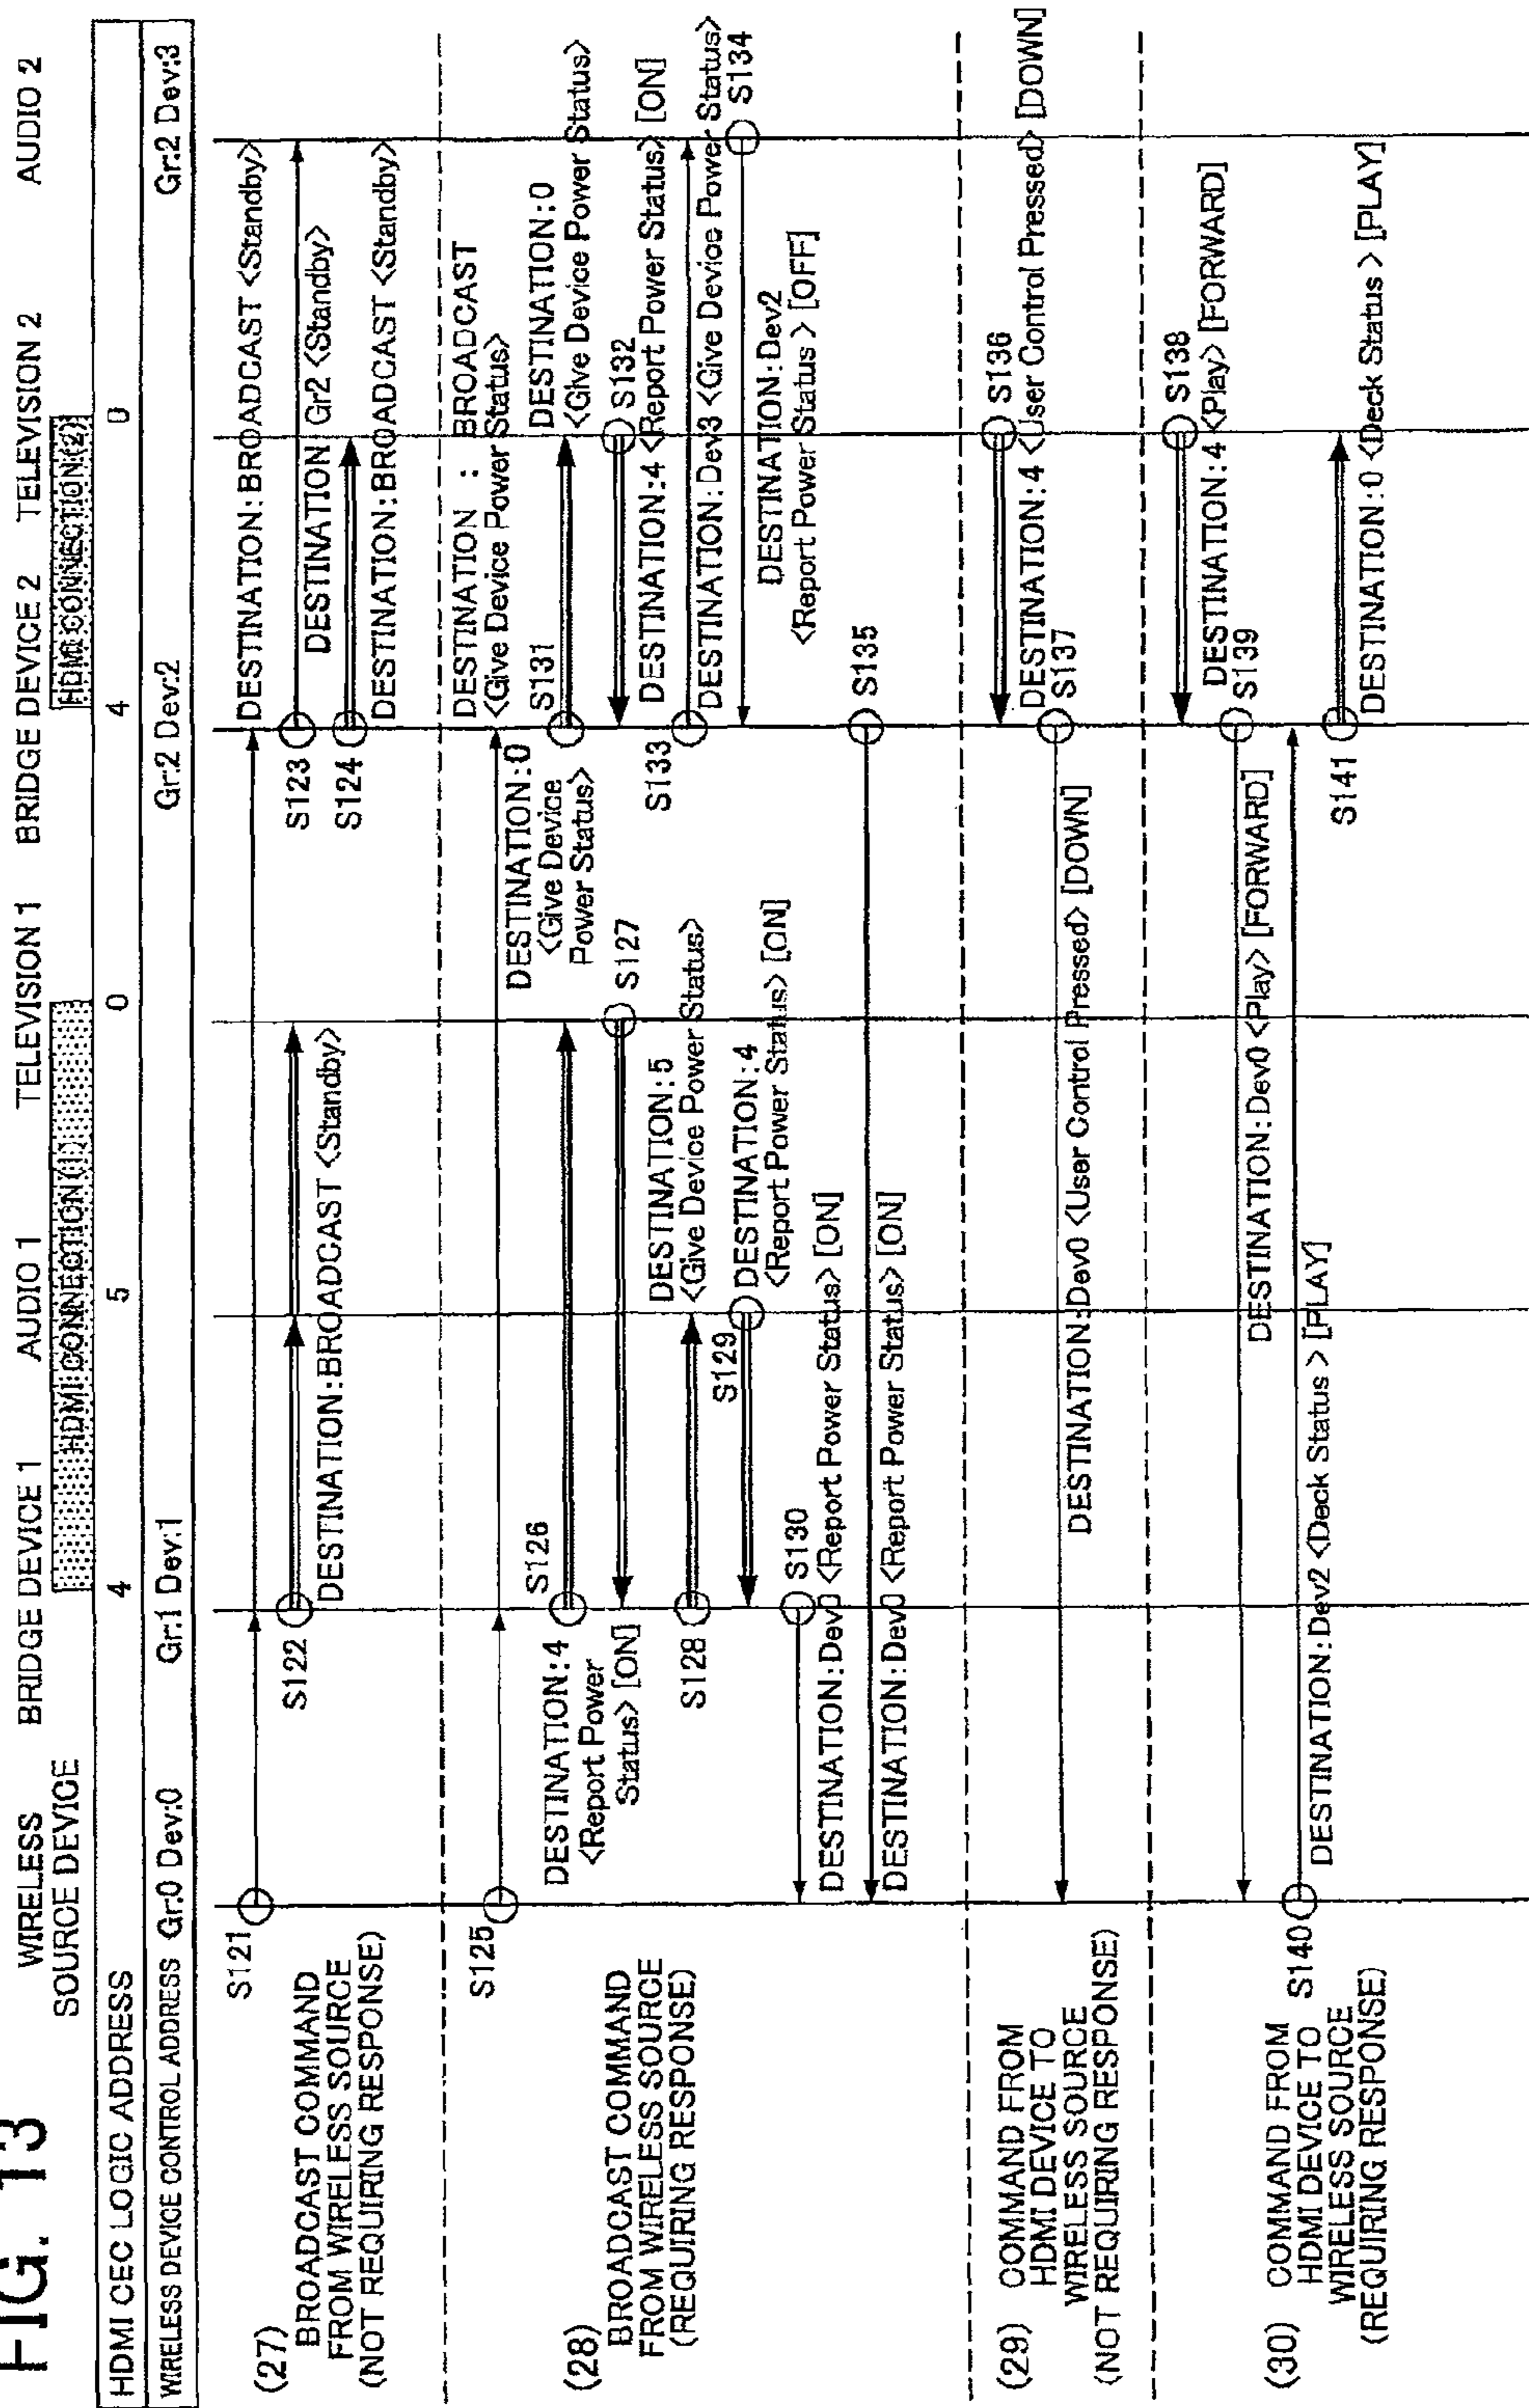 FIG. 13
WIRELESS
SOURCE DEVICE
BRIDGE DEVICE 1
AUDIO 1
TELEVISION 1
BRIDGE DEVICE 2
TELEVISION 2
AUDIO 2
HDMI CONNECTION(1)
HDMI CONNECTION(2)
HDMI CEC LOGIC ADDRESS
4
5
0
4
0
WIRELESS DEVICE CONTROL ADDRESS
Gr:0 Dev:0
Gr:1 Dev:1
Gr:2 Dev:2
Gr:2 Dev:3
(27)
BROADCAST COMMAND
FROM WIRELESS SOURCE
(NOT REQUIRING RESPONSE)
S121
DESTINATION:BROADCAST <Standby>
S122
DESTINATION:BROADCAST <Standby>
S123
DESTINATION Gr2 <Standby>
S124
DESTINATION:BROADCAST <Standby>
(28)
BROADCAST COMMAND
FROM WIRELESS SOURCE
(REQUIRING RESPONSE)
S125
DESTINATION : BROADCAST
<Give Device Power Status>
S126
DESTINATION:0
<Give Device
Power Status>
DESTINATION:4
<Report Power
Status> [ON]
S127
S128
DESTINATION:5
<Give Device Power Status>
S129
DESTINATION:4
<Report Power Status> [ON]
S130
DESTINATION:Dev0 <Report Power Status> [ON]
S131
DESTINATION:0
<Give Device Power Status>
S132
DESTINATION:4 <Report Power Status> [ON]
S133
DESTINATION:Dev3 <Give Device Power Status>
S134
DESTINATION:Dev2
<Report Power Status > [OFF]
S135
DESTINATION:Dev0 <Report Power Status> [ON]
(29)
COMMAND FROM
HDMI DEVICE TO
WIRELESS SOURCE
(NOT REQUIRING RESPONSE)
S136
DESTINATION:4 <User Control Pressed> [DOWN]
S137
DESTINATION:Dev0 <User Control Pressed> [DOWN]
(30)
COMMAND FROM
HDMI DEVICE TO
WIRELESS SOURCE
(REQUIRING RESPONSE)
S138
DESTINATION:4 <Play> [FORWARD]
S139
DESTINATION:Dev0 <Play> [FORWARD]
S140
DESTINATION:Dev2 <Deck Status > [PLAY]
S141
DESTINATION:0 <Deck Status > [PLAY]